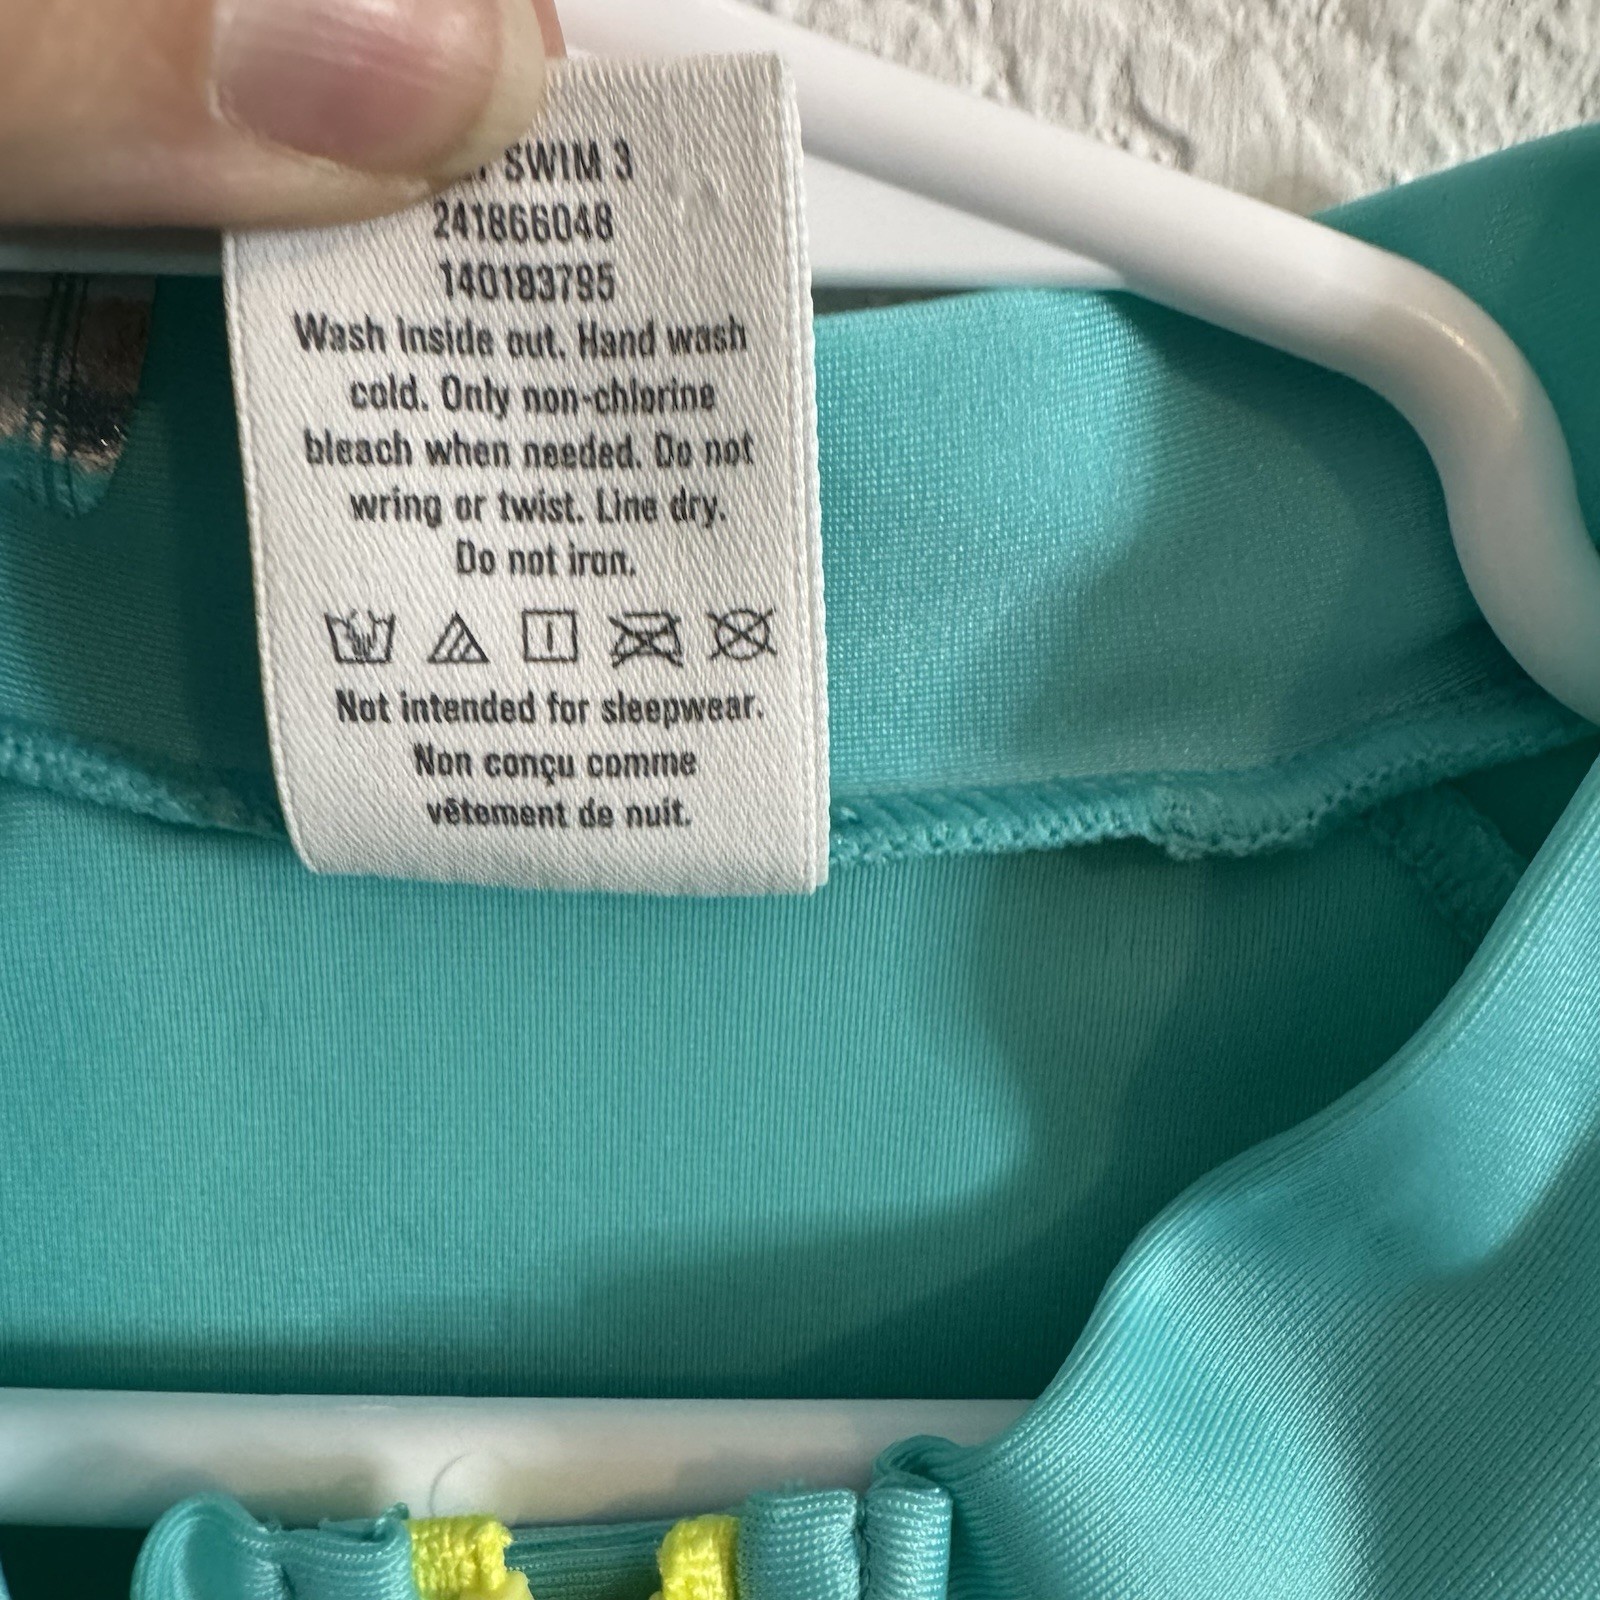 SWIM 3
241866048
140193795
Wash inside out. Hand wash
cold. Only non-chlorine
bleach when needed. Do not
wring or twist. Line dry.
Do not iron.
Not intended for sleepwear.
Non conçu comme
vêtement de nuit.